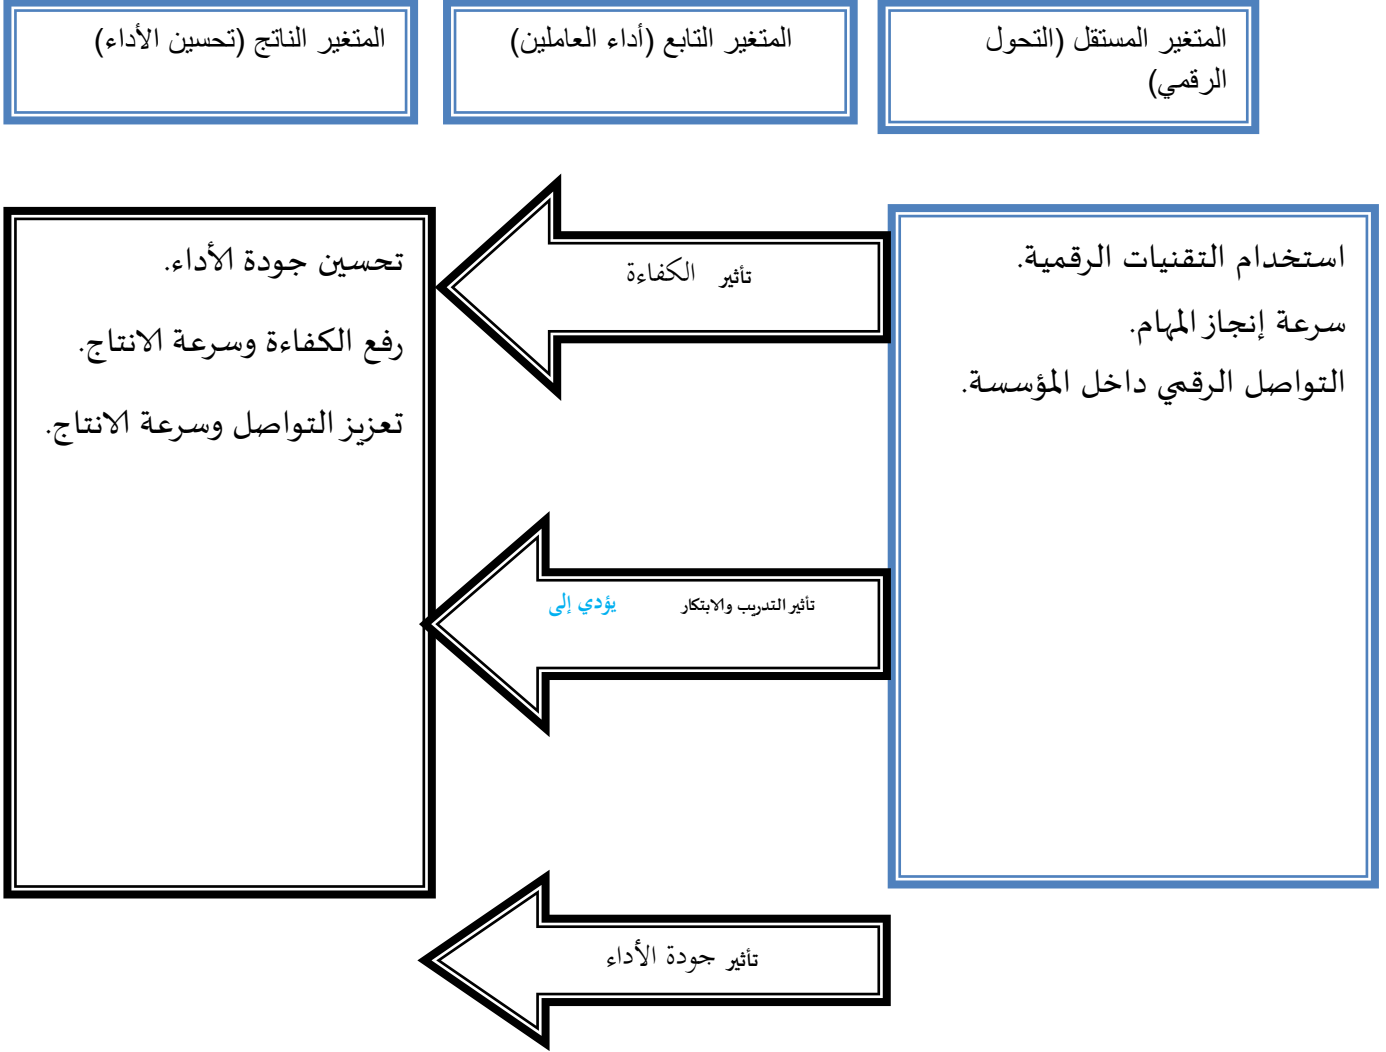 المتغير المستقل (التحول
الرقمي)
المتغير التابع (أداء العاملين)
المتغير الناتج (تحسين الأداء)
استخدام التقنيات الرقمية.
سرعة إنجاز المهام.
التواصل الرقمي داخل المؤسسة.
تأثير الكفاءة
تأثير التدريب والابتكار يؤدي إلى
تأثير جودة الأداء
تحسين جودة الأداء.
رفع الكفاءة وسرعة الانتاج.
تعزيز التواصل وسرعة الانتاج.